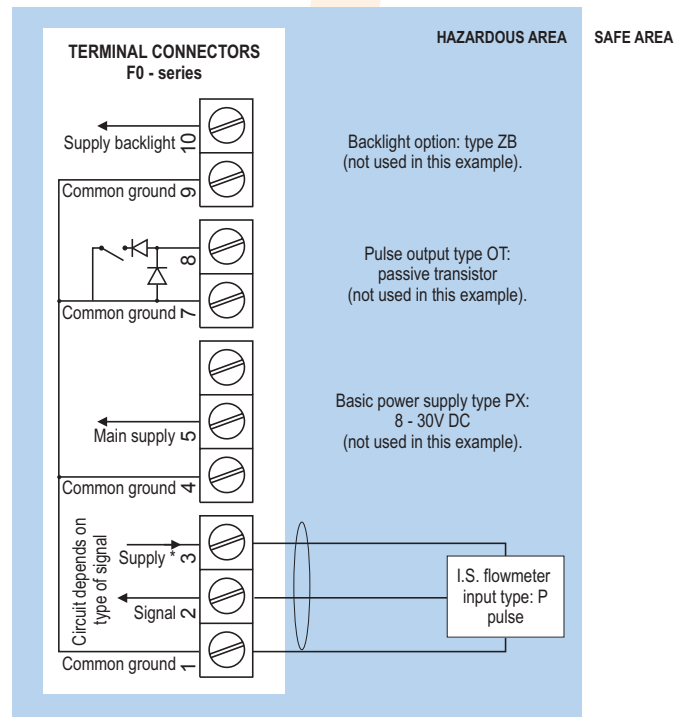 HAZARDOUS AREA
SAFE AREA
TERMINAL CONNECTORS
F0 - series
Supply backlight
10
Common ground
9
Backlight option: type ZB
(not used in this example).
8
Common ground
7
Pulse output type OT:
passive transistor
(not used in this example).
Main supply
5
Common ground
4
Basic power supply type PX:
8 - 30V DC
(not used in this example).
Circuit depends on
type of signal
Supply *
3
Signal
2
Common ground
1
I.S. flowmeter
input type: P
pulse